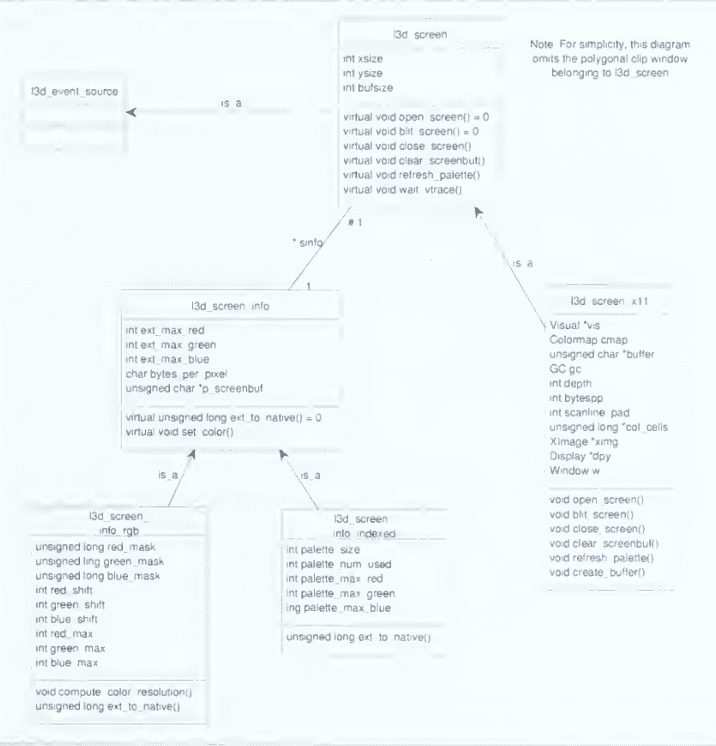 l3d_screen
int xsize
int ysize
int bufsize
virtual void open_screen() = 0
virtual void blit_screen() = 0
virtual void close_screen()
virtual void clear_screenbuf()
virtual void refresh_palette()
virtual void wait_vtrace()
Note: For simplicity, this diagram
omits the polygonal clip window
belonging to l3d_screen
l3d_event_source
is_a
# 1
* sinfo
1
is_a
l3d_screen_info
int ext_max_red
int ext_max_green
int ext_max_blue
char bytes_per_pixel
unsigned char *p_screenbuf
virtual unsigned long ext_to_native() = 0
virtual void set_color()
l3d_screen_x11
Visual *vis
Colormap cmap
unsigned char *buffer
GC gc
int depth
int bytespp
int scanline_pad
unsigned long *col_cells
XImage *ximg
Display *dpy
Window w
void open_screen()
void blit_screen()
void close_screen()
void clear_screenbuf()
void refresh_palette()
void create_buffer()
is_a
is_a
l3d_screen_
info_rgb
unsigned long red_mask
unsigned ling green_mask
unsigned long blue_mask
int red_shift
int green_shift
int blue_shift
int red_max
int green_max
int blue_max
void compute_color_resolution()
unsigned long ext_to_native()
l3d_screen_
info_indexed
int palette_size
int palette_num_used
int palette_max_red
int palette_max_green
ing palette_max_blue
unsigned long ext_to_native()